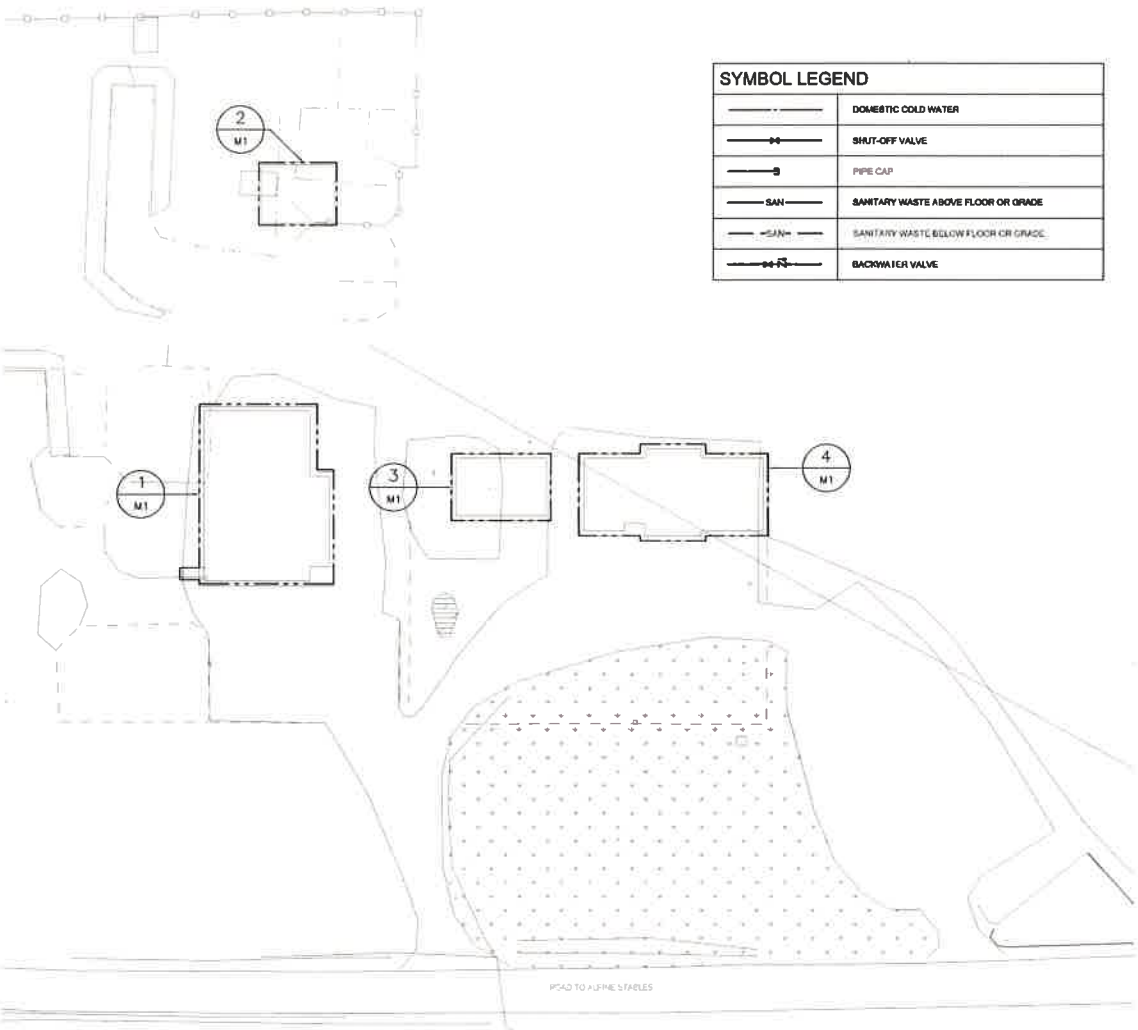 SYMBOL LEGEND
DOMESTIC COLD WATER
SHUT-OFF VALVE
PIPE CAP
SAN
SANITARY WASTE ABOVE FLOOR OR GRADE
SAN
SANITARY WASTE BELOW FLOOR OR GRADE
BACKWATER VALVE
2
M1
1
M1
3
M1
4
M1
ROAD TO ALPINE STABLES